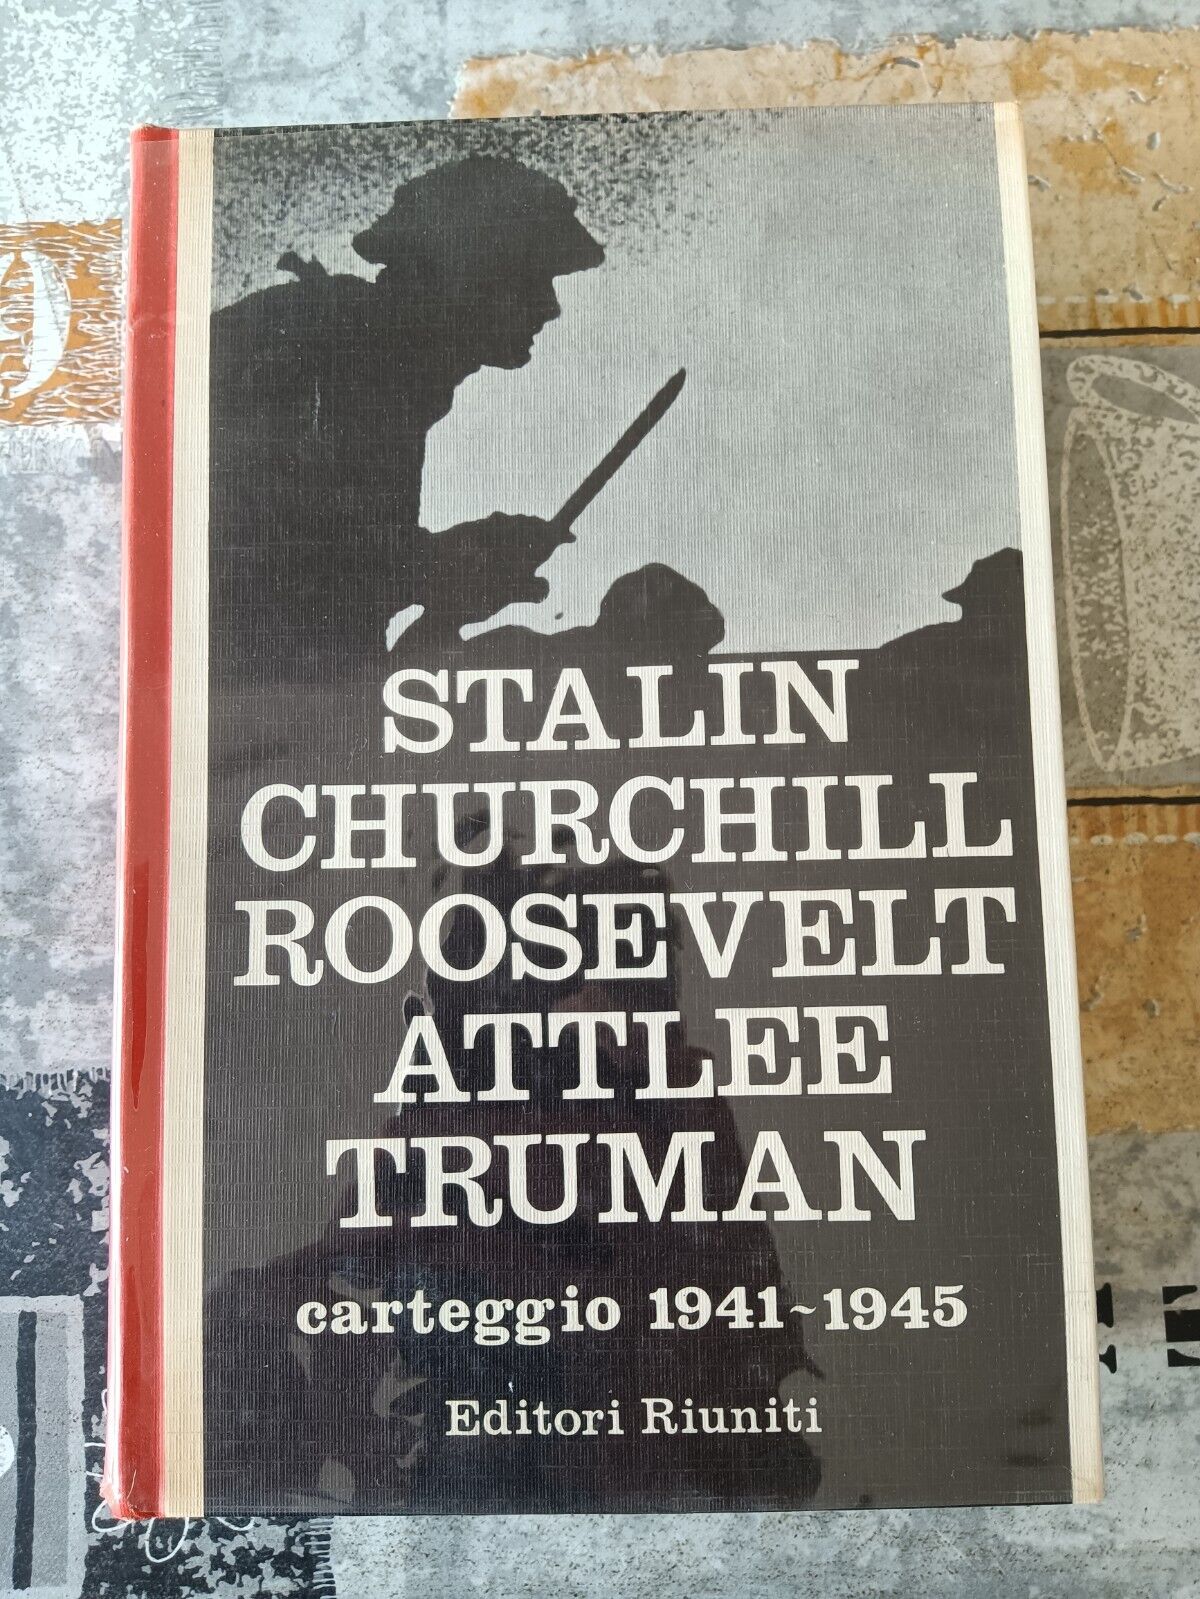 STALIN
CHURCHILL
ROOSEVELT
ATTLEE
TRUMAN
carteggio 1941~1945
Editori Riuniti